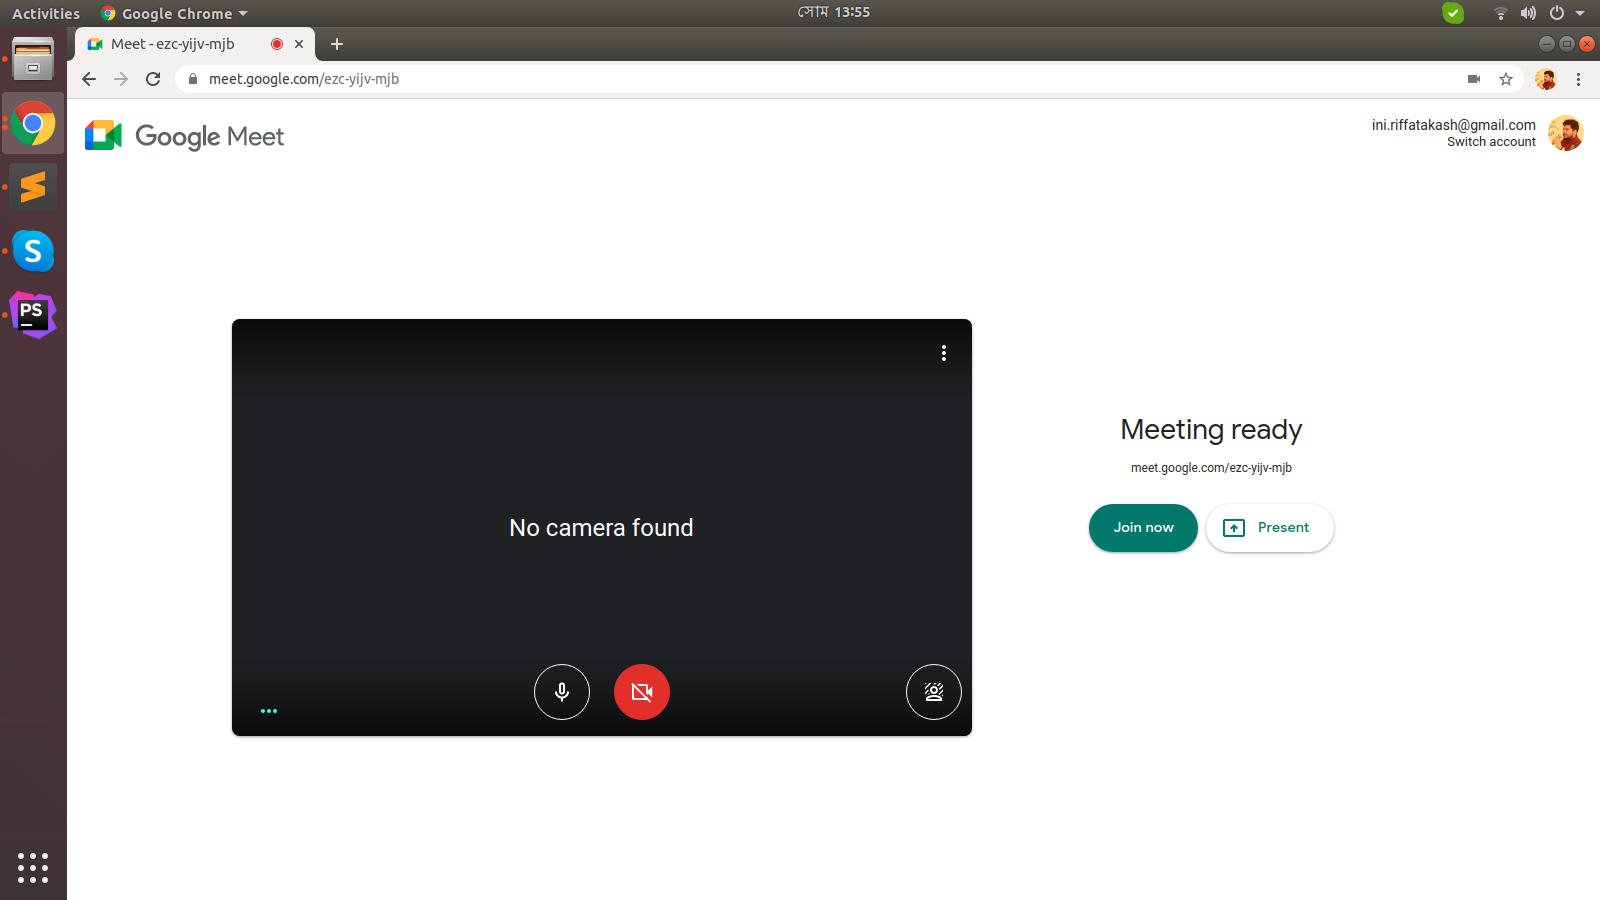 Activities
Google Chrome
সোম 13:55
Meet - ezc-yijv-mjb
meet.google.com/ezc-yijv-mjb
Google Meet
ini.riffatakash@gmail.com
Switch account
S
PS
No camera found
Meeting ready
meet.google.com/ezc-yijv-mjb
Join now
Present